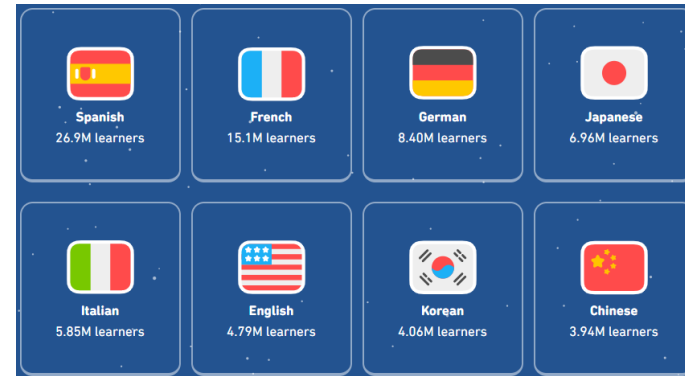 Spanish
26.9M learners
French
15.1M learners
German
8.40M learners
Japanese
6.96M learners
Italian
5.85M learners
English
4.79M learners
Korean
4.06M learners
Chinese
3.94M learners